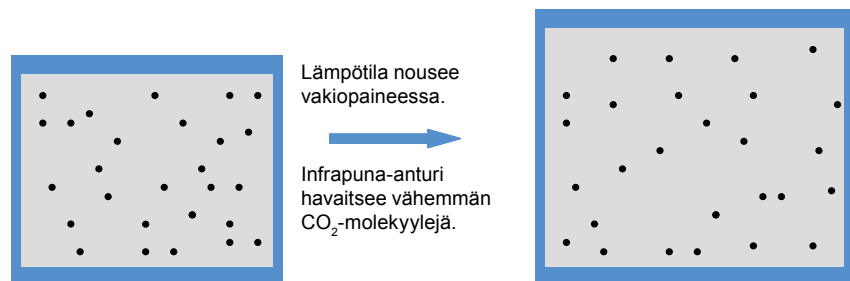 Lämpötila nousee
vakiopaineessa.
Infrapuna-anturi
havaitsee vähemmän
CO₂-molekyylejä.